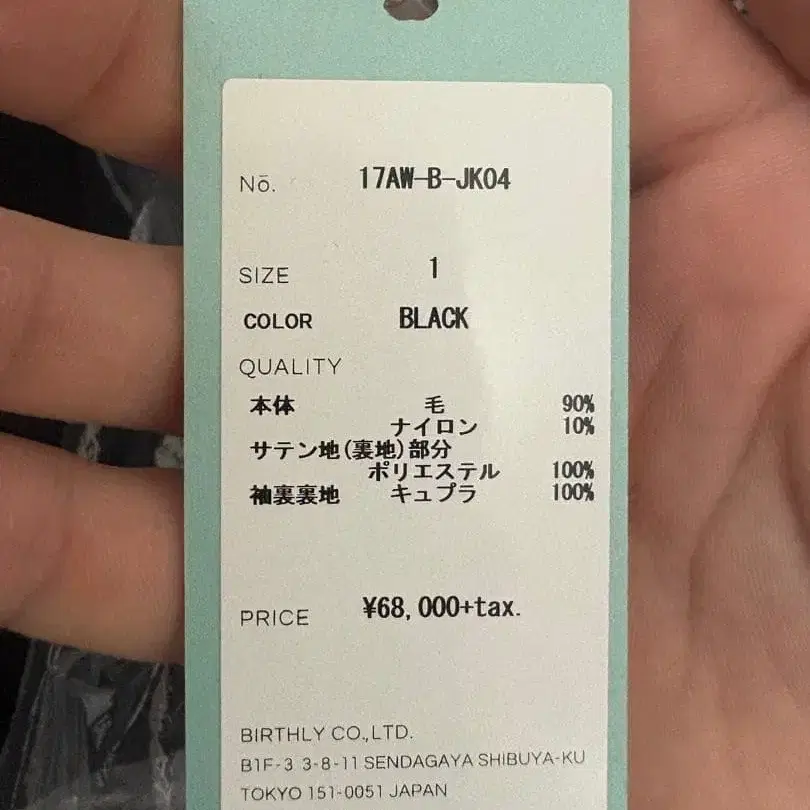 Nō. 17AW-B-JK04
SIZE 1
COLOR BLACK
QUALITY
本体 毛 90%
ナイロン 10%
サテン地(裏地)部分
ポリエステル 100%
袖裏裏地 キュプラ 100%
PRICE ¥68,000+tax.
BIRTHLY CO.,LTD.
B1F-3 3-8-11 SENDAGAYA SHIBUYA-KU
TOKYO 151-0051 JAPAN